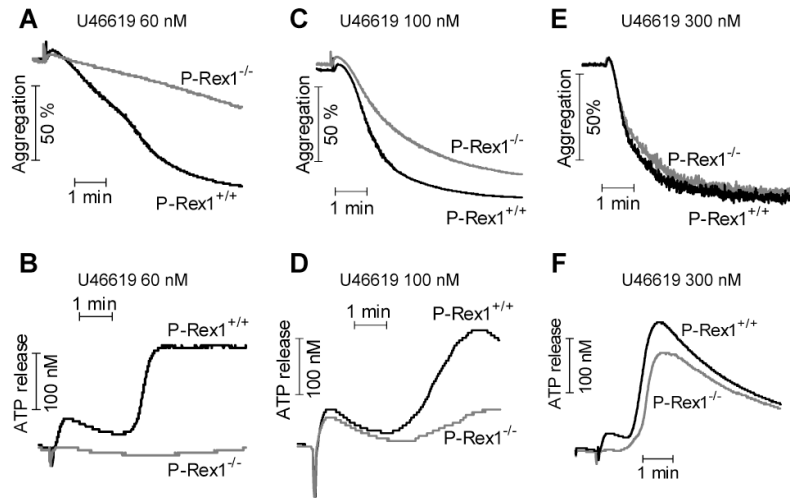 A
U46619 60 nM
P-Rex1-/-
Aggregation
50 %
1 min
P-Rex1+/+
C
U46619 100 nM
Aggregation
50 %
P-Rex1-/-
1 min
P-Rex1+/+
E
U46619 300 nM
Aggregation
50%
P-Rex1-/-
1 min
P-Rex1+/+
B
U46619 60 nM
1 min
P-Rex1+/+
ATP release
100 nM
P-Rex1-/-
D
U46619 100 nM
1 min
P-Rex1+/+
ATP release
100 nM
P-Rex1-/-
F
U46619 300 nM
P-Rex1+/+
ATP release
100 nM
P-Rex1-/-
1 min